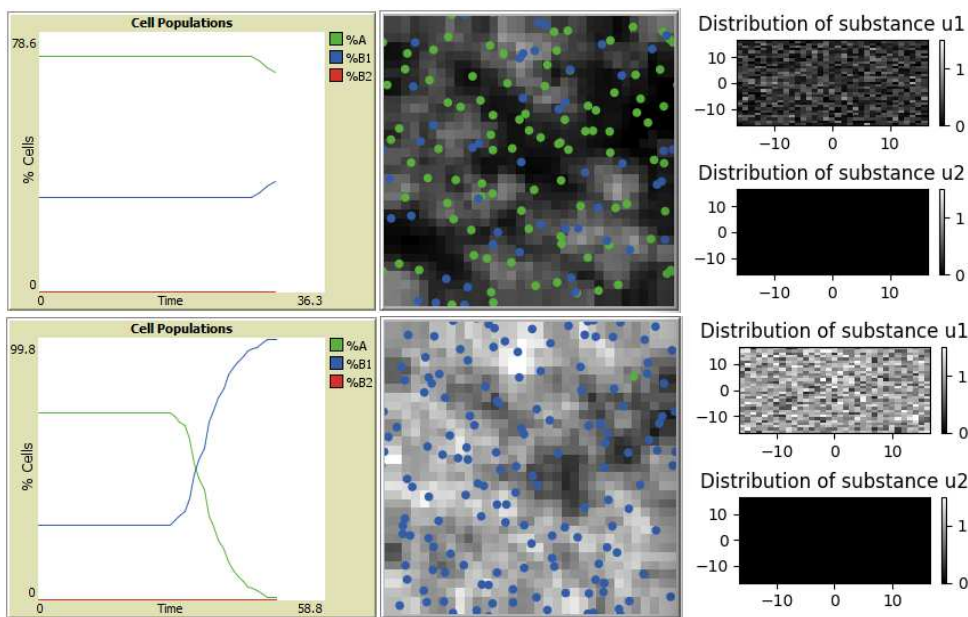 Cell Populations
78.6
%A
%B1
%B2
% Cells
0
0
Time
36.3
Distribution of substance u1
10
0
−10
−10
0
10
1
0
Distribution of substance u2
10
0
−10
−10
0
10
1
0
Cell Populations
99.8
%A
%B1
%B2
% Cells
0
0
Time
58.8
Distribution of substance u1
10
0
−10
−10
0
10
1
0
Distribution of substance u2
10
0
−10
−10
0
10
1
0